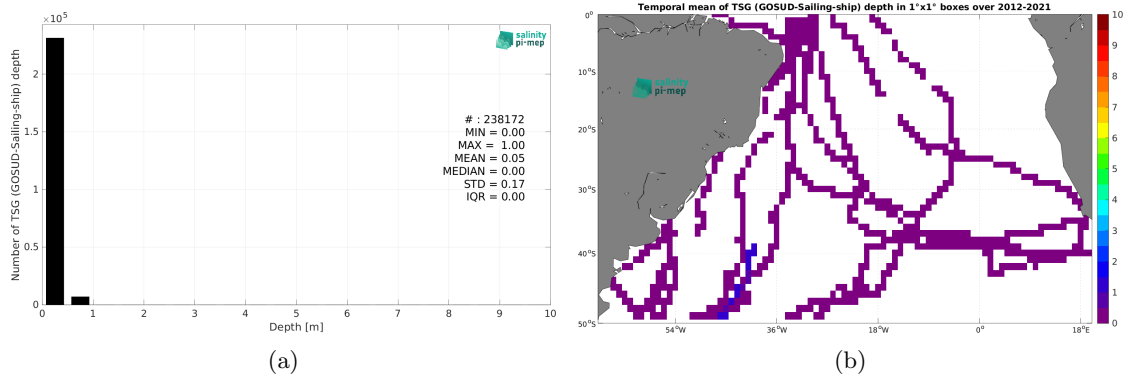 ×10⁵
2
1.5
1
0.5
0
Number of TSG (GOSUD-Sailing-ship) depth
0 1 2 3 4 5 6 7 8 9 10
Depth [m]
salinity
pi-mep
# : 238172
MIN = 0.00
MAX = 1.00
MEAN = 0.05
MEDIAN = 0.00
STD = 0.17
IQR = 0.00
(a)
Temporal mean of TSG (GOSUD-Sailing-ship) depth in 1°x1° boxes over 2012-2021
0°
10°S
20°S
30°S
40°S
50°S
54°W 36°W 18°W 0° 18°E
salinity
pi-mep
10
9
8
7
6
5
4
3
2
1
0
(b)